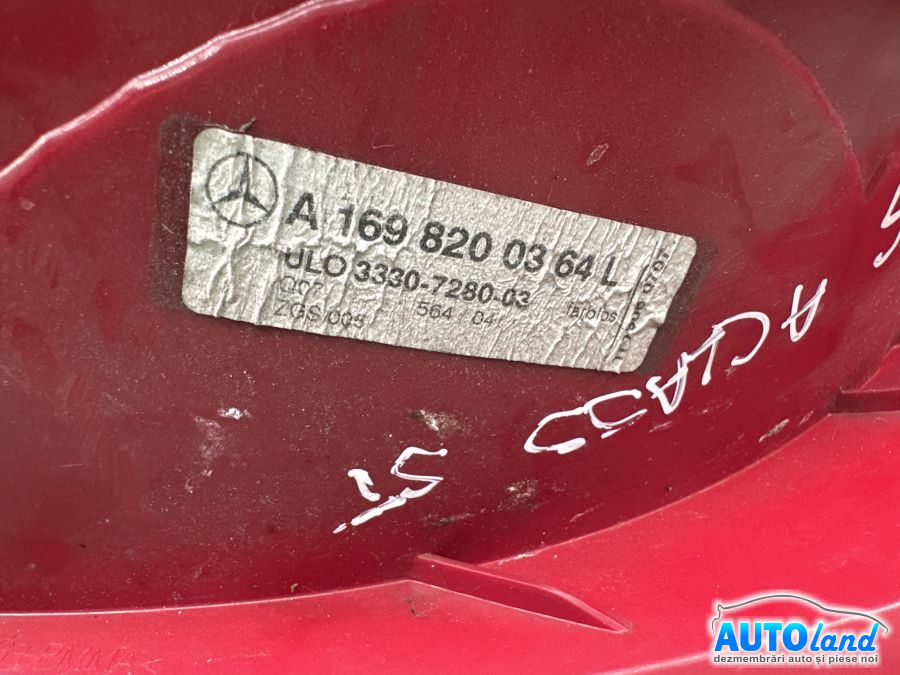 A 169 820 03 64 L
ULO 3330-7280-03
007 564 / 04 farblos
ZGS 005
A CLASS
ST
AUTOland
dezmembrări auto și piese noi